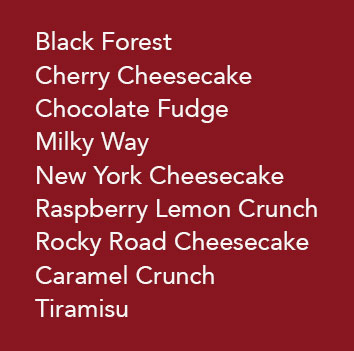 Black Forest
Cherry Cheesecake
Chocolate Fudge
Milky Way
New York Cheesecake
Raspberry Lemon Crunch
Rocky Road Cheesecake
Caramel Crunch
Tiramisu